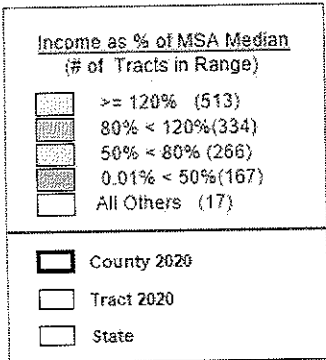 Income as % of MSA Median
(# of Tracts in Range)
>= 120% (513)
80% < 120%(334)
50% < 80% (266)
0.01% < 50%(167)
All Others (17)
County 2020
Tract 2020
State